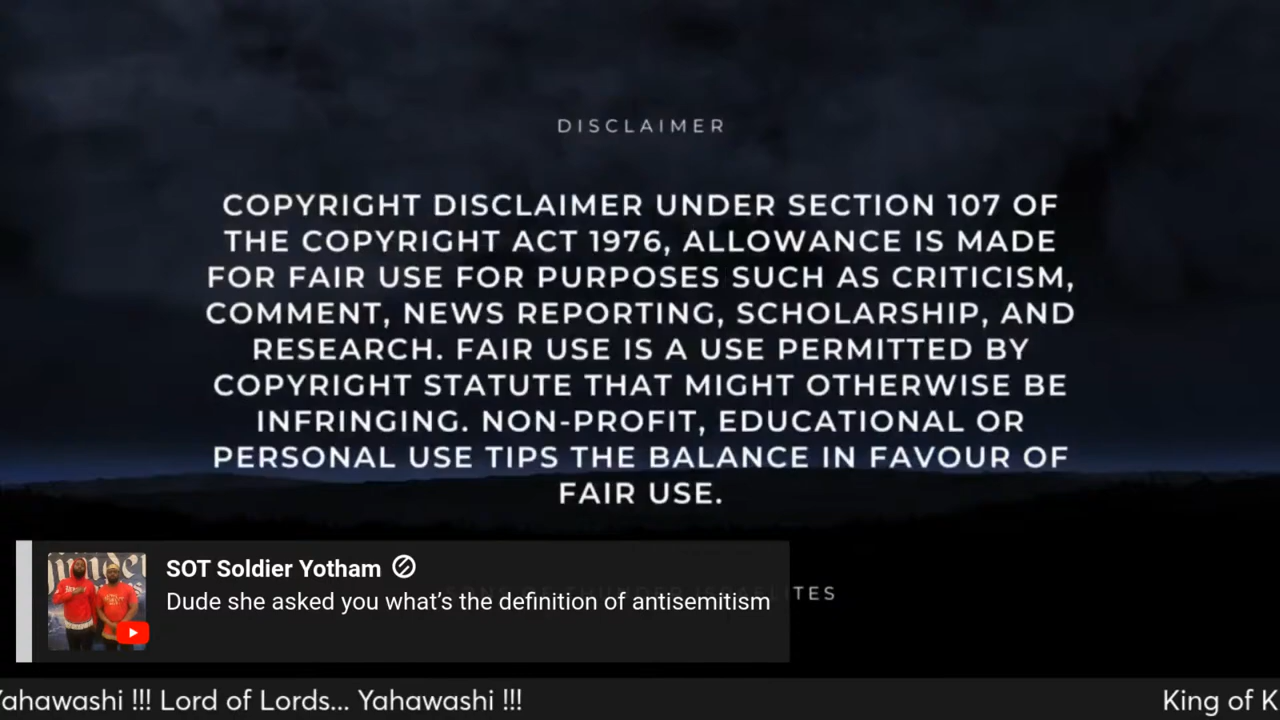 DISCLAIMER
COPYRIGHT DISCLAIMER UNDER SECTION 107 OF
THE COPYRIGHT ACT 1976, ALLOWANCE IS MADE
FOR FAIR USE FOR PURPOSES SUCH AS CRITICISM,
COMMENT, NEWS REPORTING, SCHOLARSHIP, AND
RESEARCH. FAIR USE IS A USE PERMITTED BY
COPYRIGHT STATUTE THAT MIGHT OTHERWISE BE
INFRINGING. NON-PROFIT, EDUCATIONAL OR
PERSONAL USE TIPS THE BALANCE IN FAVOUR OF
FAIR USE.
SOT Soldier Yotham
Dude she asked you what’s the definition of antisemitism
Yahawashi !!! Lord of Lords... Yahawashi !!! King of K